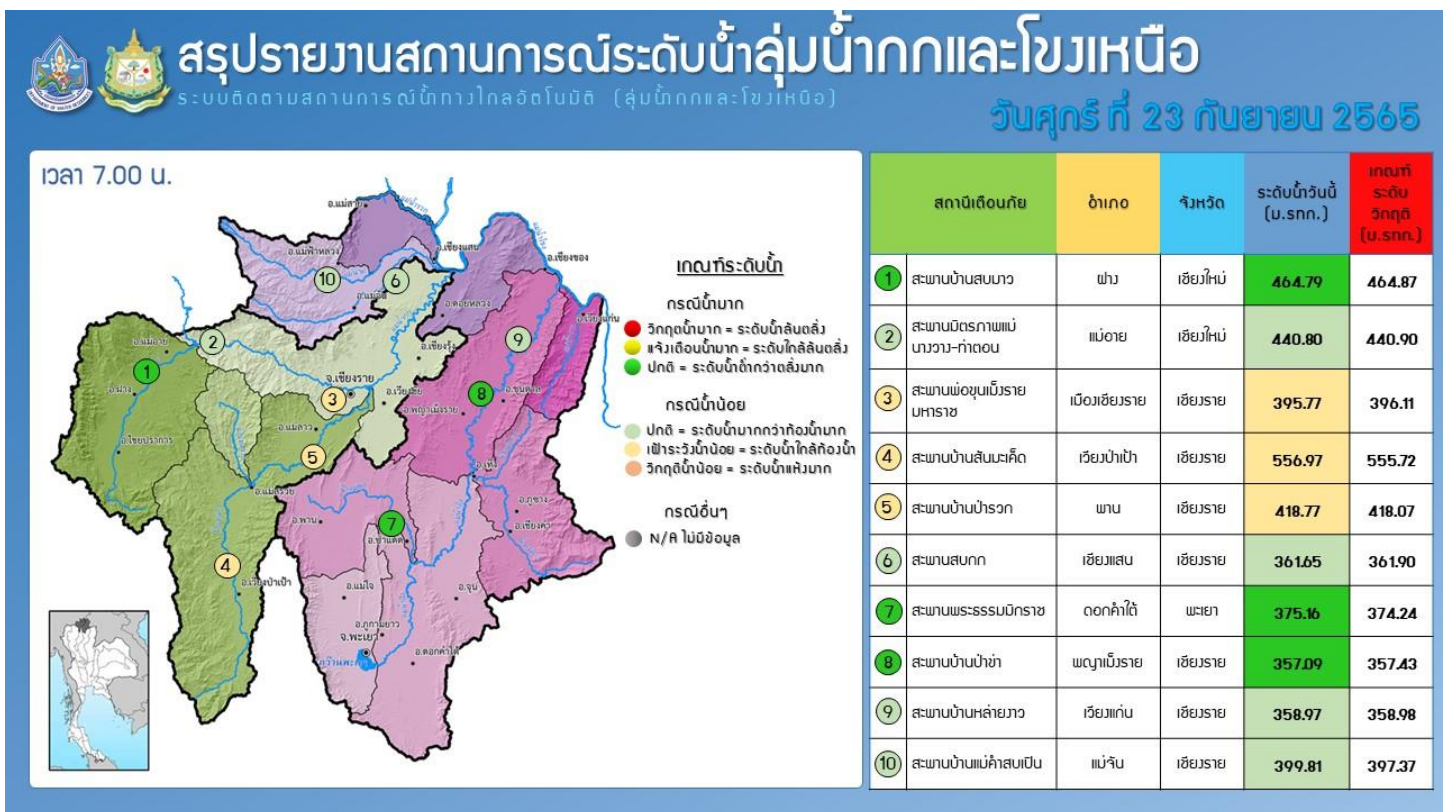 สรุปรายงานสถานการณ์ระดับน้ำลุ่มน้ำกกและโขงเหนือ
ระบบติดตามสถานการณ์น้ำทางไกลอัตโนมัติ (ลุ่มน้ำกกและโขงเหนือ)
วันศุกร์ ที่ 23 กันยายน 2565
เวลา 7.00 น.
อ.แม่สาย
แม่น้ำโขง
อ.แม่ฟ้าหลวง
อ.เชียงแสน
อ.เชียงของ
10
6
อ.แม่จัน
อ.ดอยหลวง
อ.เวียงแก่น
2
9
อ.แม่อาย
อ.เชียงรุ้ง
1
จ.เชียงราย
อ.เวียงชัย
8
อ.ขุนตาล
อ.ฝาง
3
อ.พญาเม็งราย
อ.แม่ลาว
อ.ไชยปราการ
5
อ.เทิง
อ.แม่สรวย
อ.ภูซาง
อ.พาน
7
อ.เชียงคำ
อ.ป่าแดด
4
อ.เวียงป่าเป้า
อ.แม่ใจ
อ.จุน
อ.ภูกามยาว
จ.พะเยา
กว๊านพะเยา
อ.ดอกคำใต้
เกณฑ์ระดับน้ำ
กรณีน้ำมาก
วิกฤตน้ำมาก = ระดับน้ำล้นตลิ่ง
แจ้งเตือนน้ำมาก = ระดับใกล้ล้นตลิ่ง
ปกติ = ระดับน้ำต่ำกว่าตลิ่งมาก
กรณีน้ำน้อย
ปกติ = ระดับน้ำมากกว่าท้องน้ำมาก
เฝ้าระวังน้ำน้อย = ระดับน้ำใกล้ท้องน้ำ
วิกฤติน้ำน้อย = ระดับน้ำแห้งมาก
กรณีอื่นๆ
N/A ไม่มีข้อมูล
สถานีเตือนภัย อำเภอ จังหวัด ระดับน้ำวันนี้ (ม.รทก.) เกณฑ์ระดับวิกฤติ (ม.รทก.)
1 สะพานบ้านสบมาว ฝาง เชียงใหม่ 464.79 464.87
2 สะพานมิตรภาพแม่นางวาง-ท่าตอน แม่อาย เชียงใหม่ 440.80 440.90
3 สะพานพ่อขุนเม็งรายมหาราช เมืองเชียงราย เชียงราย 395.77 396.11
4 สะพานบ้านสันมะเค็ด เวียงป่าเป้า เชียงราย 556.97 555.72
5 สะพานบ้านป่ารวก พาน เชียงราย 418.77 418.07
6 สะพานสบกก เชียงแสน เชียงราย 361.65 361.90
7 สะพานพระธรรมมิกราช ดอกคำใต้ พะเยา 375.16 374.24
8 สะพานบ้านป่าข่า พญาเม็งราย เชียงราย 357.09 357.43
9 สะพานบ้านหล่ายงาว เวียงแก่น เชียงราย 358.97 358.98
10 สะพานบ้านแม่คำสบเปิน แม่จัน เชียงราย 399.81 397.37